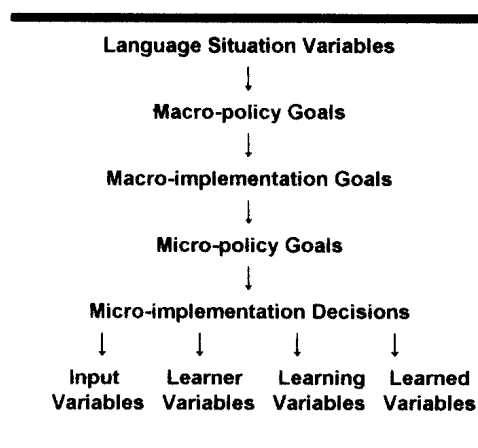 Language Situation Variables
Macro-policy Goals
Macro-implementation Goals
Micro-policy Goals
Micro-implementation Decisions
Input Learner Learning Learned
Variables Variables Variables Variables